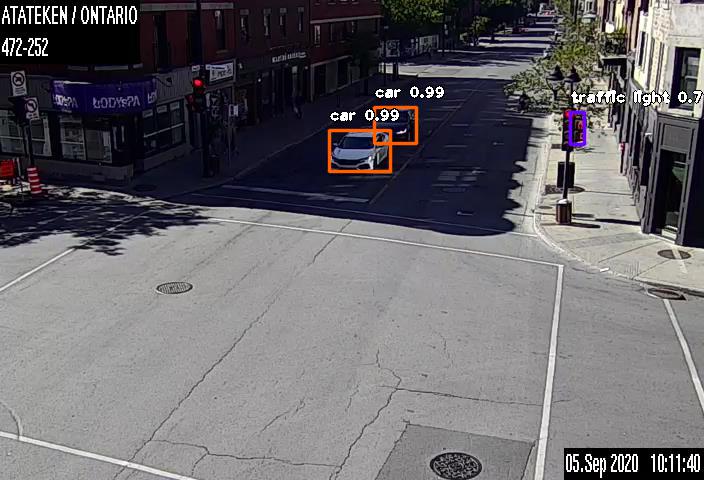 ATATEKEN / ONTARIO
472-252
car 0.99
car 0.99
traffic light 0.7
05.Sep 2020 10:11:40